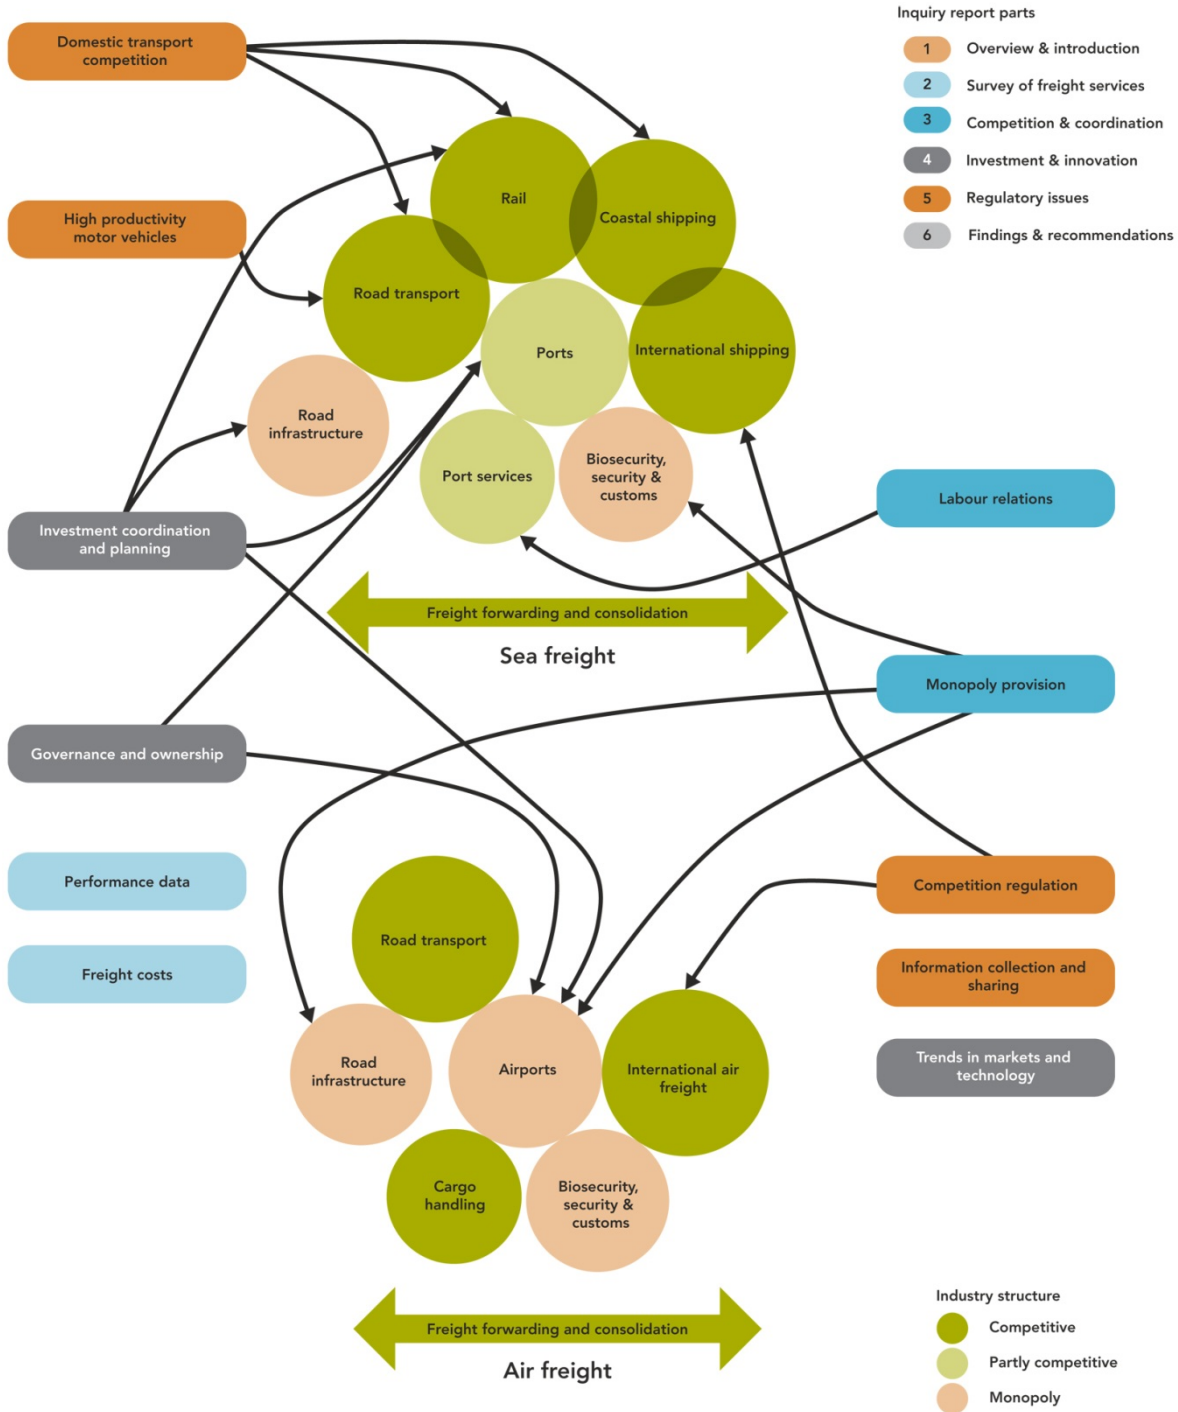 Inquiry report parts
1 Overview & introduction
2 Survey of freight services
3 Competition & coordination
4 Investment & innovation
5 Regulatory issues
6 Findings & recommendations
Domestic transport
competition
High productivity
motor vehicles
Rail
Coastal shipping
Road transport
Ports
International shipping
Road
infrastructure
Port services
Biosecurity,
security &
customs
Investment coordination
and planning
Labour relations
Freight forwarding and consolidation
Sea freight
Monopoly provision
Governance and ownership
Performance data
Freight costs
Competition regulation
Information collection and
sharing
Trends in markets and
technology
Road transport
Road
infrastructure
Airports
International air
freight
Cargo
handling
Biosecurity,
security &
customs
Freight forwarding and consolidation
Air freight
Industry structure
Competitive
Partly competitive
Monopoly